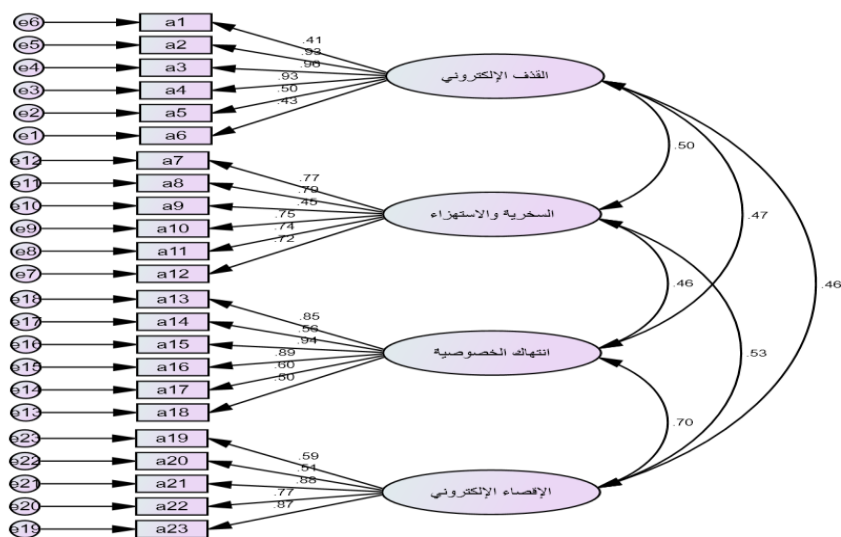 e6 a1 .41
e5 a2 .93
e4 a3 .96
e3 a4 .93
e2 a5 .50
e1 a6 .43
القذف الإلكتروني
e12 a7 .77
e11 a8 .79
e10 a9 .45
e9 a10 .75
e8 a11 .74
e7 a12 .72
السخرية والاستهزاء
e18 a13 .85
e17 a14 .56
e16 a15 .94
e15 a16 .89
e14 a17 .60
e13 a18 .50
انتهاك الخصوصية
e23 a19 .59
e22 a20 .51
e21 a21 .88
e20 a22 .77
e19 a23 .87
الإقصاء الإلكتروني
.50
.47
.46
.46
.53
.70